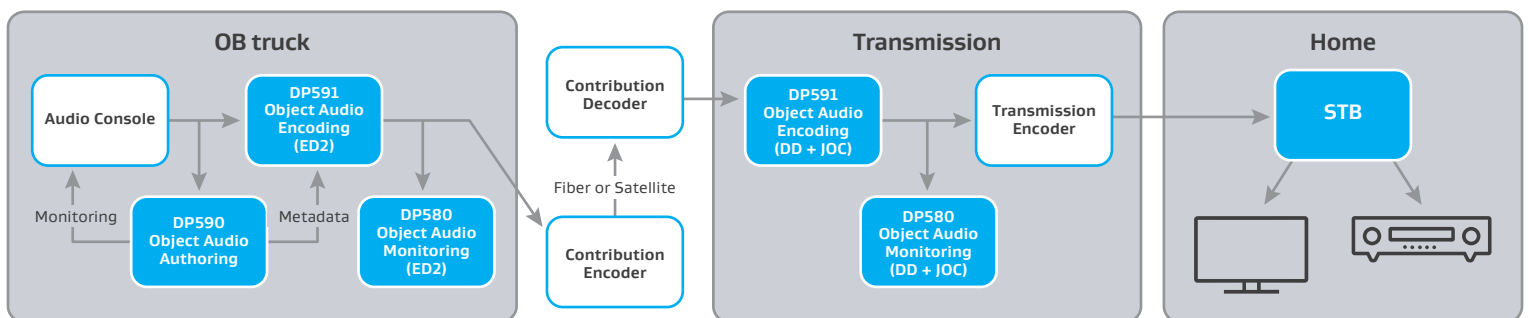 OB truck
Audio Console
DP591
Object Audio
Encoding
(ED2)
Monitoring
DP590
Object Audio
Authoring
Metadata
DP580
Object Audio
Monitoring
(ED2)
Contribution
Decoder
Fiber or Satellite
Contribution
Encoder
Transmission
DP591
Object Audio
Encoding
(DD + JOC)
Transmission
Encoder
DP580
Object Audio
Monitoring
(DD + JOC)
Home
STB